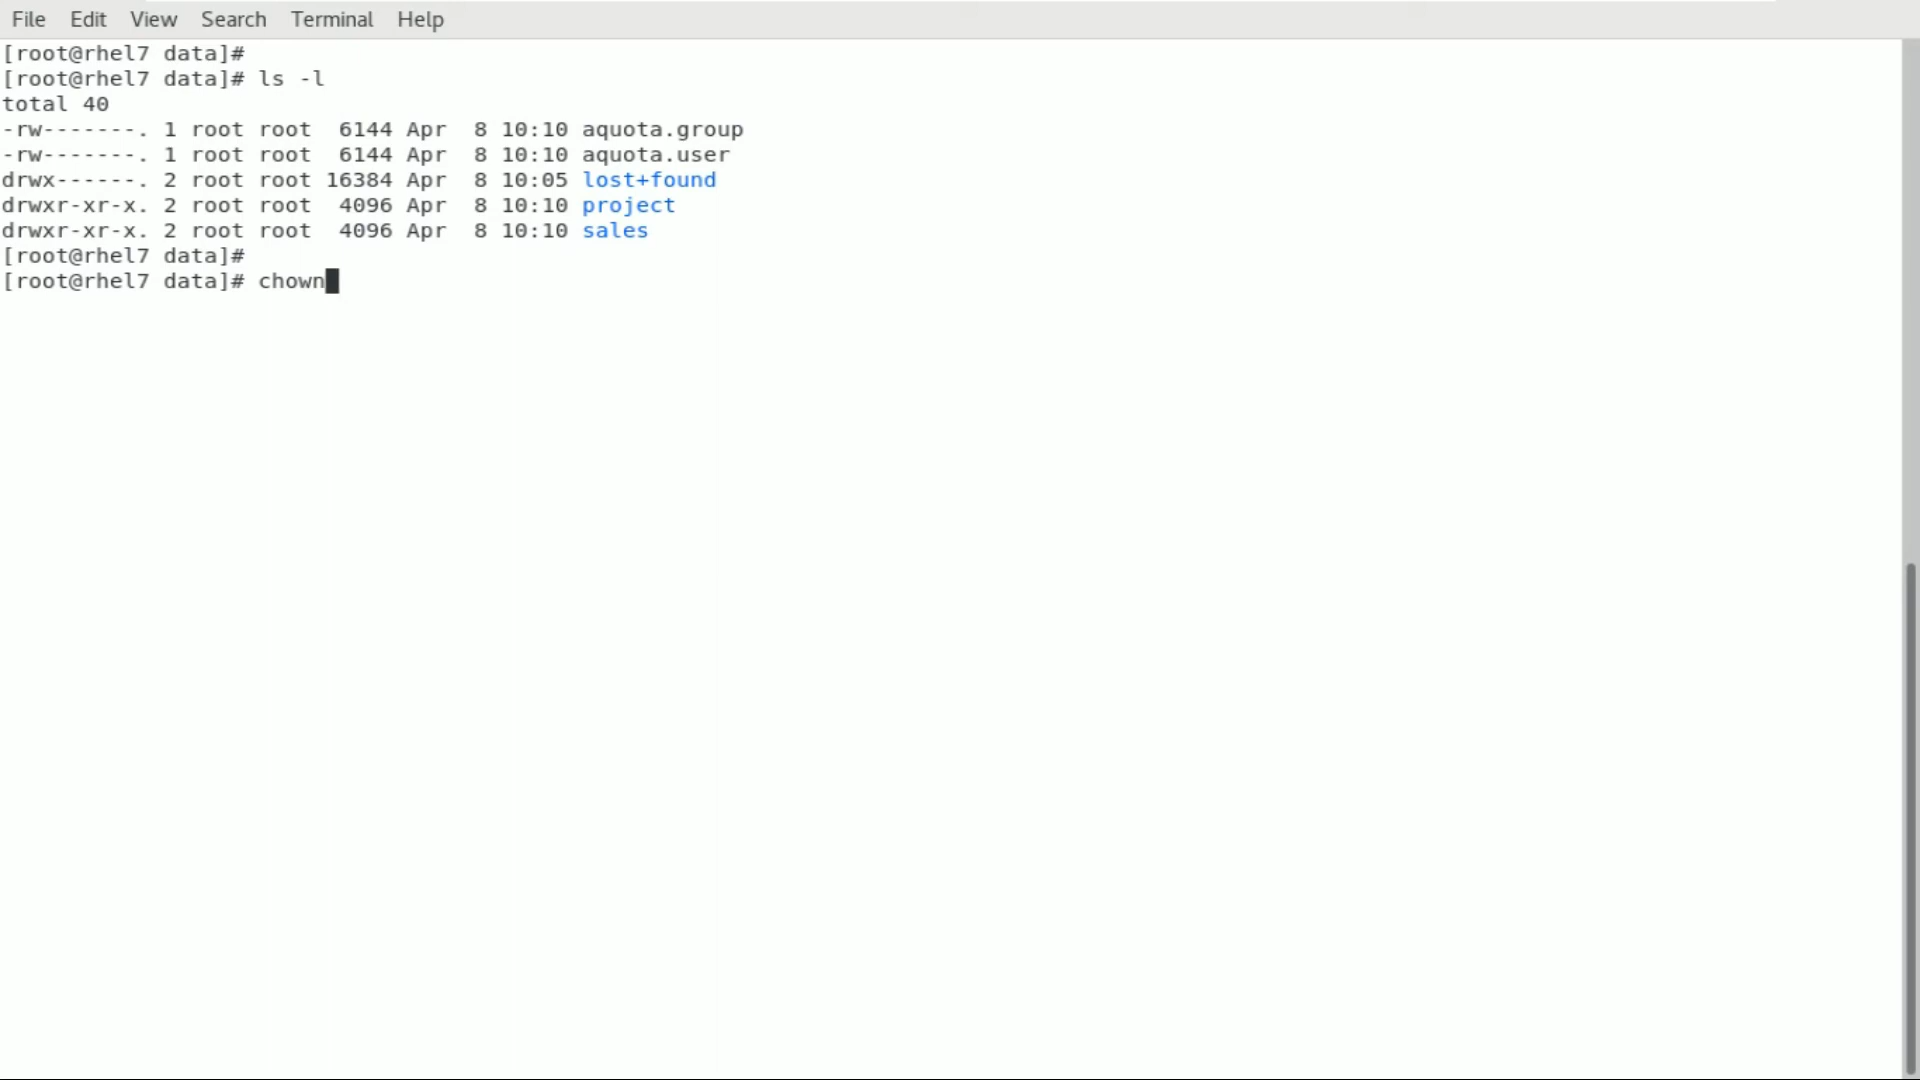 File Edit View Search Terminal Help
[root@rhel7 data]#
[root@rhel7 data]# ls -l
total 40
-rw-------. 1 root root  6144 Apr  8 10:10 aquota.group
-rw-------. 1 root root  6144 Apr  8 10:10 aquota.user
drwx------. 2 root root 16384 Apr  8 10:05 lost+found
drwxr-xr-x. 2 root root  4096 Apr  8 10:10 project
drwxr-xr-x. 2 root root  4096 Apr  8 10:10 sales
[root@rhel7 data]#
[root@rhel7 data]# chown